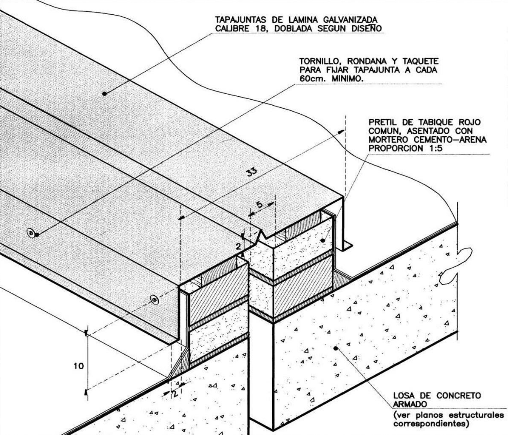 TAPAJUNTAS DE LAMINA GALVANIZADA
CALIBRE 18, DOBLADA SEGUN DISEÑO
TORNILLO, RONDANA Y TAQUETE
PARA FIJAR TAPAJUNTA A CADA
60cm. MINIMO.
PRETIL DE TABIQUE ROJO
COMUN, ASENTADO CON
MORTERO CEMENTO-ARENA
PROPORCION 1:5
33
5
2
10
2
LOSA DE CONCRETO
ARMADO
(ver planos estructurales
correspondientes)